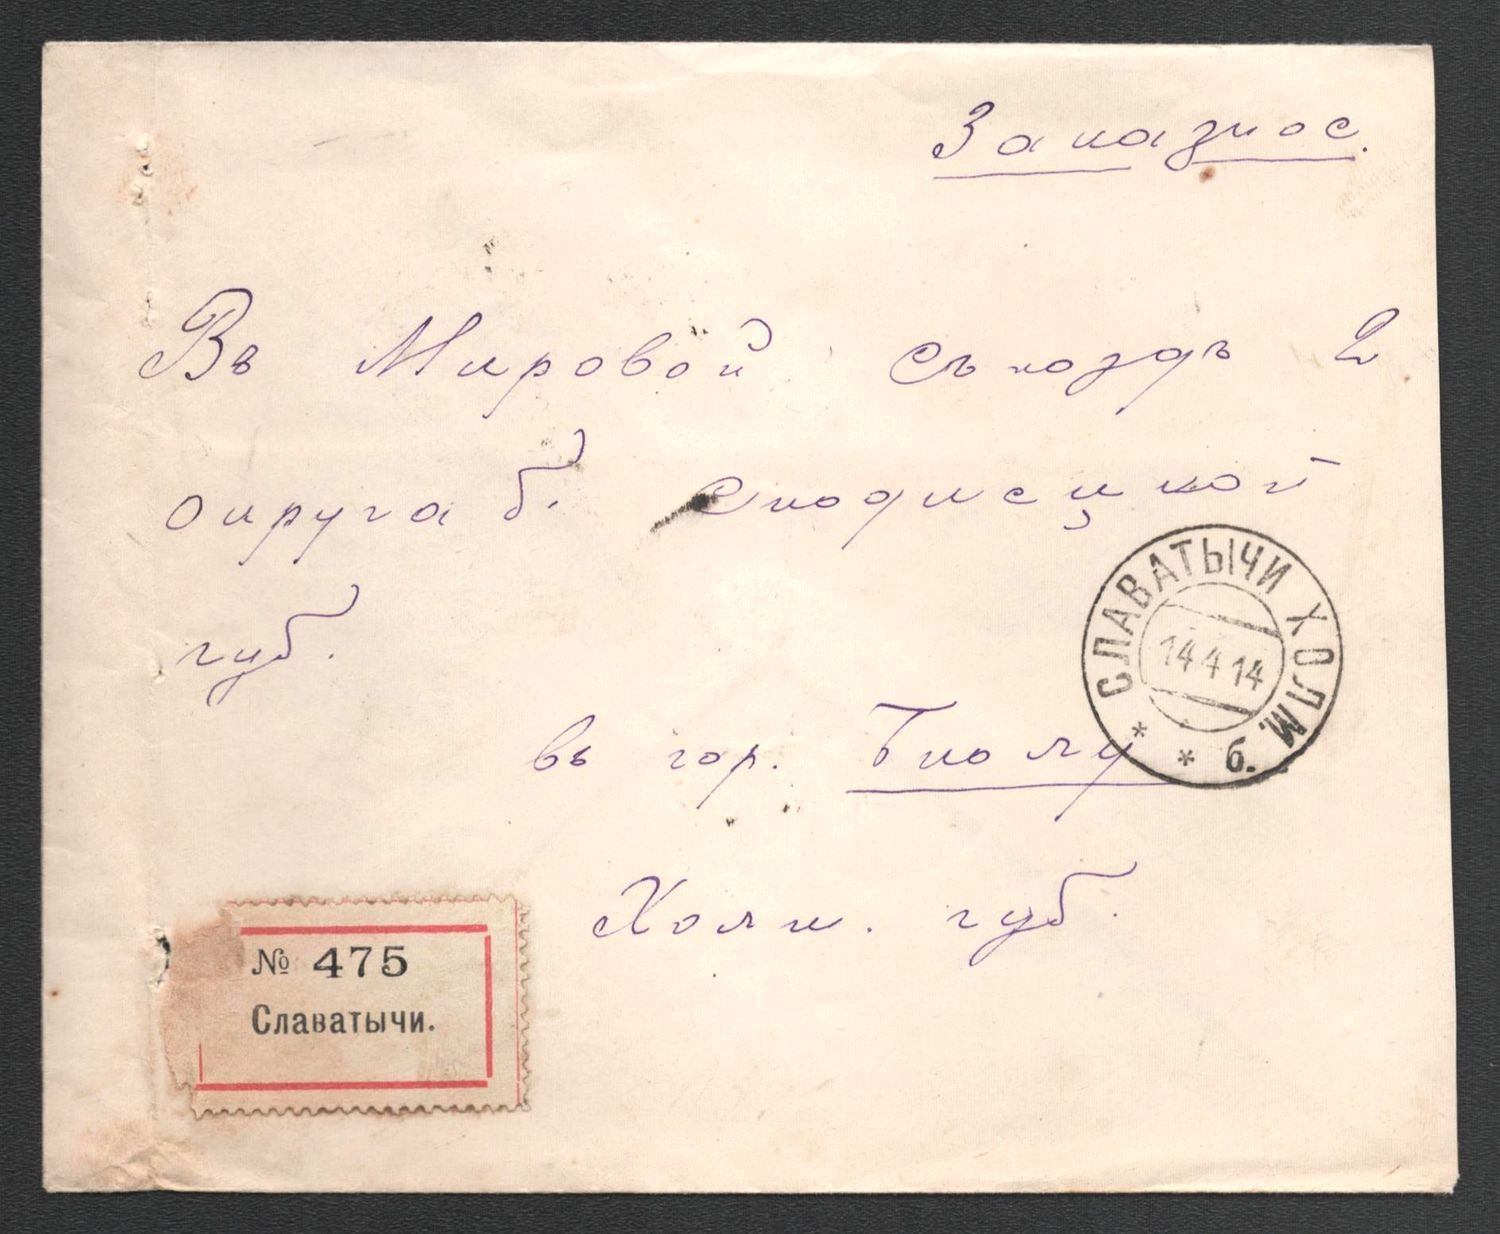 Заказное.
Въ Мировой Съѣздъ 2
округа б. Сѣдлецкой
губ.
въ гор. Бѣлу
Холм. губ.
СЛАВАТЫЧИ ХОЛМ.
14 4 14
* * б.
№ 475
Славатычи.